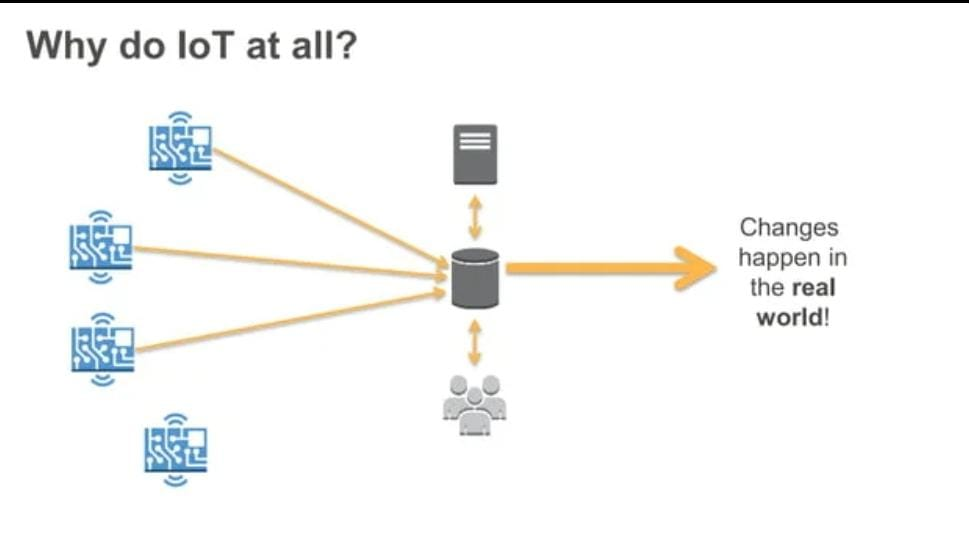 Why do IoT at all?
Changes
happen in
the real
world!